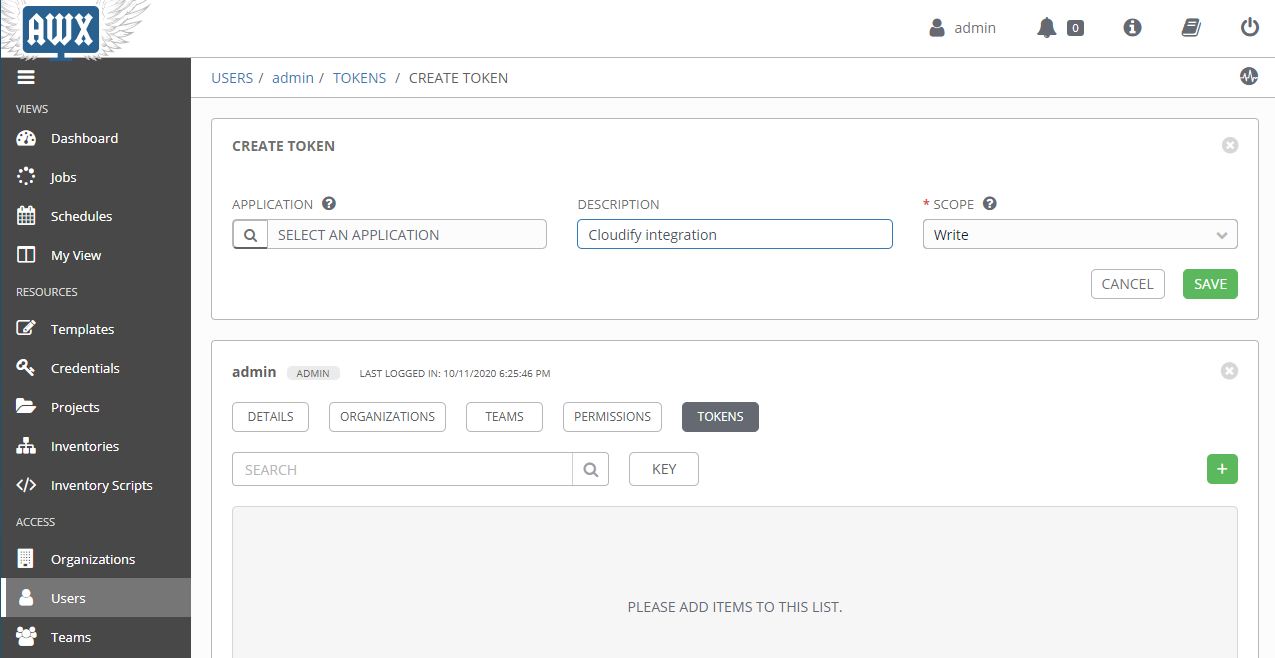 AWX
admin 0
USERS / admin / TOKENS / CREATE TOKEN
VIEWS
Dashboard
Jobs
Schedules
My View
RESOURCES
Templates
Credentials
Projects
Inventories
Inventory Scripts
ACCESS
Organizations
Users
Teams
CREATE TOKEN
APPLICATION ? DESCRIPTION * SCOPE ?
SELECT AN APPLICATION Cloudify integration Write
CANCEL SAVE
admin ADMIN LAST LOGGED IN: 10/11/2020 6:25:46 PM
DETAILS ORGANIZATIONS TEAMS PERMISSIONS TOKENS
SEARCH KEY +
PLEASE ADD ITEMS TO THIS LIST.